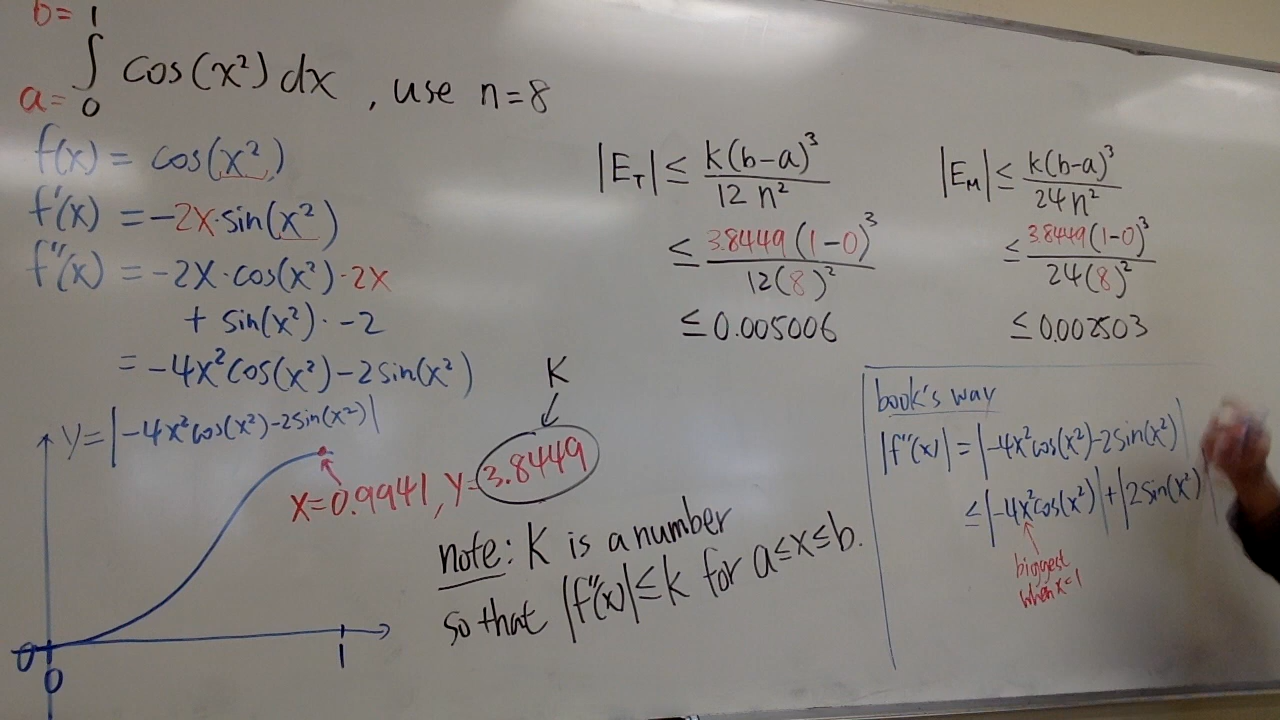 b= 1
∫ cos(x²) dx , use n=8
a= 0
f(x) = cos(x²)
f'(x) = -2x·sin(x²)
f''(x) = -2x·cos(x²)·2x
+ sin(x²)·-2
= -4x²cos(x²)-2sin(x²)
y=|-4x²cos(x²)-2sin(x²)|
x=0.9941, y=3.8449
K
0
0
1
note: K is a number
so that |f''(x)|≤k for a≤x≤b.
|E_T| ≤ k(b-a)³ / 12 n²
≤ 3.8449(1-0)³ / 12(8)²
≤ 0.005006
|E_M| ≤ k(b-a)³ / 24n²
≤ 3.8449(1-0)³ / 24(8)²
≤ 0.002503
book's way
|f''(x)| = |-4x²cos(x²)-2sin(x²)|
≤ |-4x²cos(x²)|+|2sin(x²)|
biggest
when x=1